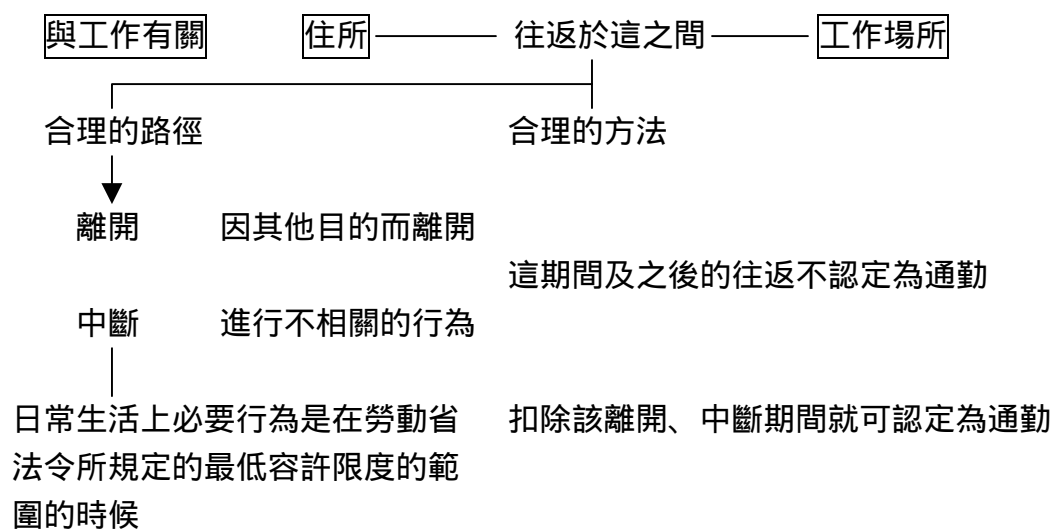 與工作有關 住所 往返於這之間 工作場所
合理的路徑 合理的方法
離開 因其他目的而離開
這期間及之後的往返不認定為通勤
中斷 進行不相關的行為
日常生活上必要行為是在勞動省 扣除該離開、中斷期間就可認定為通勤
法令所規定的最低容許限度的範
圍的時候